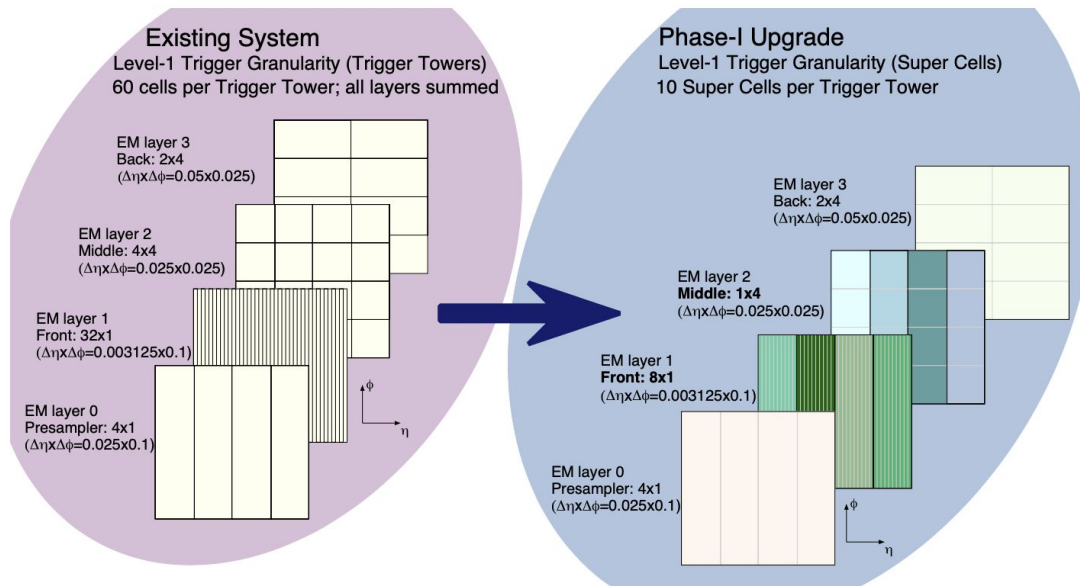 Existing System
Level-1 Trigger Granularity (Trigger Towers)
60 cells per Trigger Tower; all layers summed
EM layer 3
Back: 2x4
(ΔηxΔϕ=0.05x0.025)
EM layer 2
Middle: 4x4
(ΔηxΔϕ=0.025x0.025)
EM layer 1
Front: 32x1
(ΔηxΔϕ=0.003125x0.1)
EM layer 0
Presampler: 4x1
(ΔηxΔϕ=0.025x0.1)
ϕ
η
Phase-I Upgrade
Level-1 Trigger Granularity (Super Cells)
10 Super Cells per Trigger Tower
EM layer 3
Back: 2x4
(ΔηxΔϕ=0.05x0.025)
EM layer 2
Middle: 1x4
(ΔηxΔϕ=0.025x0.025)
EM layer 1
Front: 8x1
(ΔηxΔϕ=0.003125x0.1)
EM layer 0
Presampler: 4x1
(ΔηxΔϕ=0.025x0.1)
ϕ
η